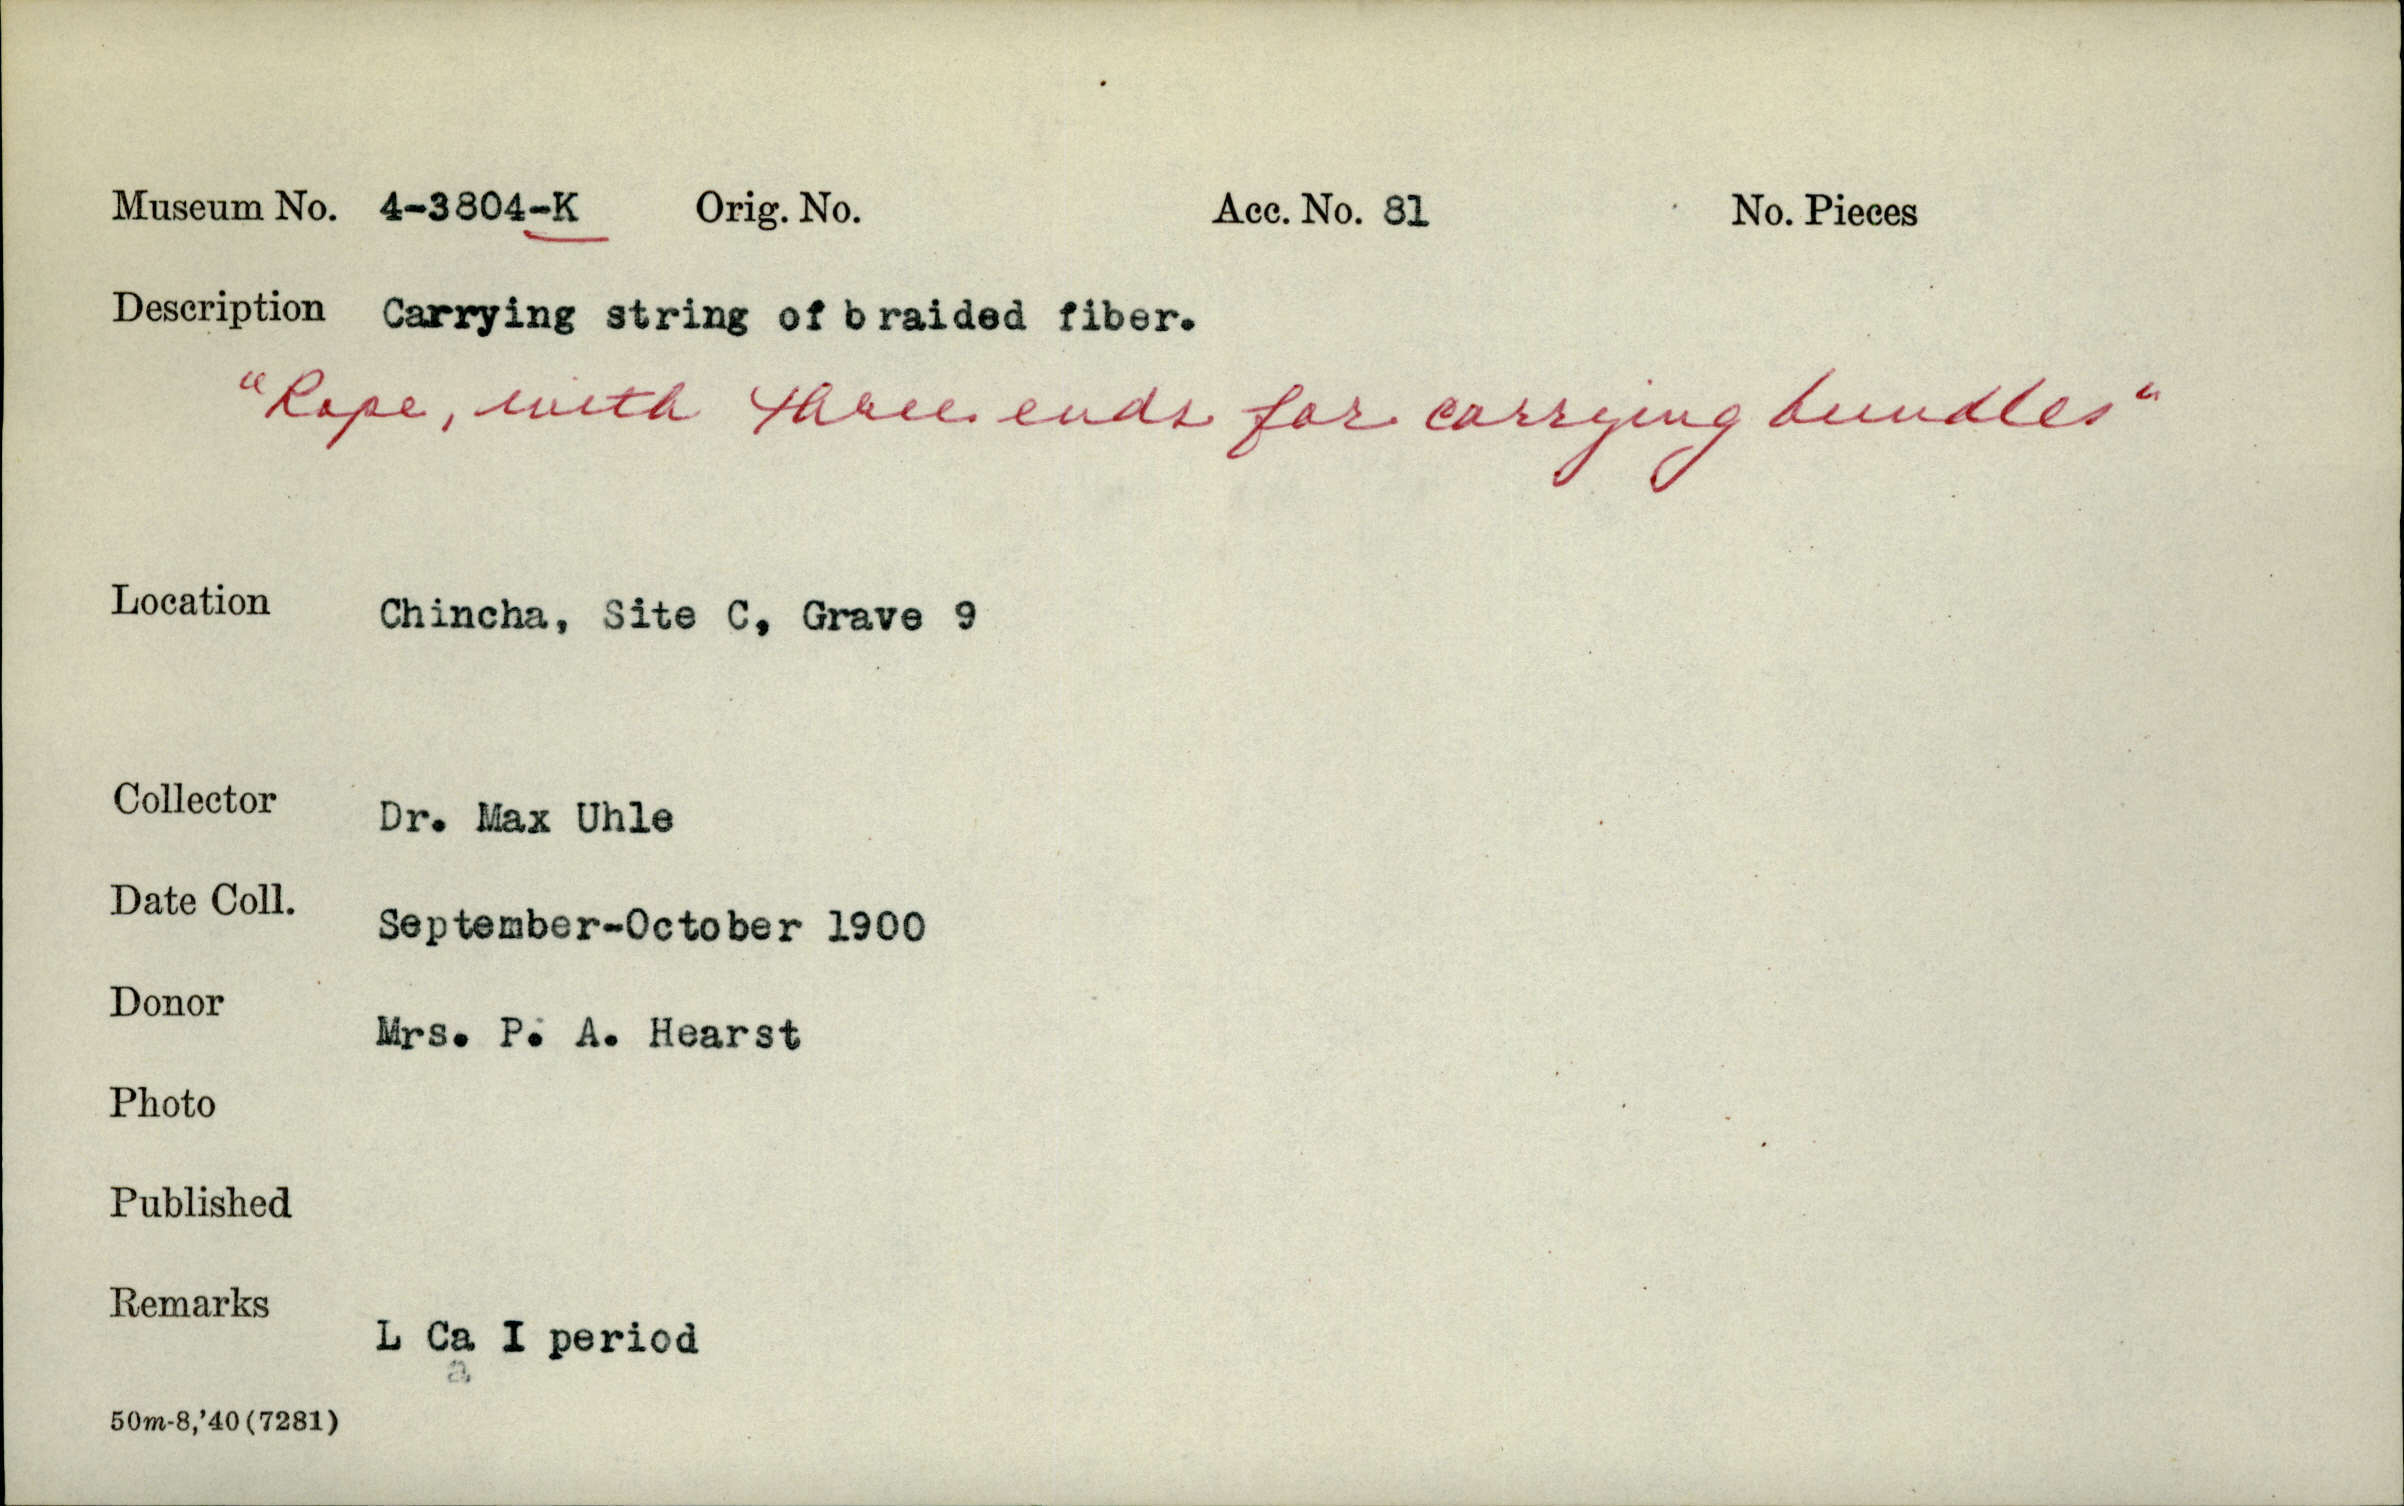 Museum No. 4-3804-K Orig. No. Acc. No. 81 No. Pieces
Description Carrying string of braided fiber.
"Rope, with three ends for carrying bundles"
Location Chincha, Site C, Grave 9
Collector Dr. Max Uhle
Date Coll. September-October 1900
Donor Mrs. P. A. Hearst
Photo
Published
Remarks L Ca I period
a
50m-8,'40(7281)